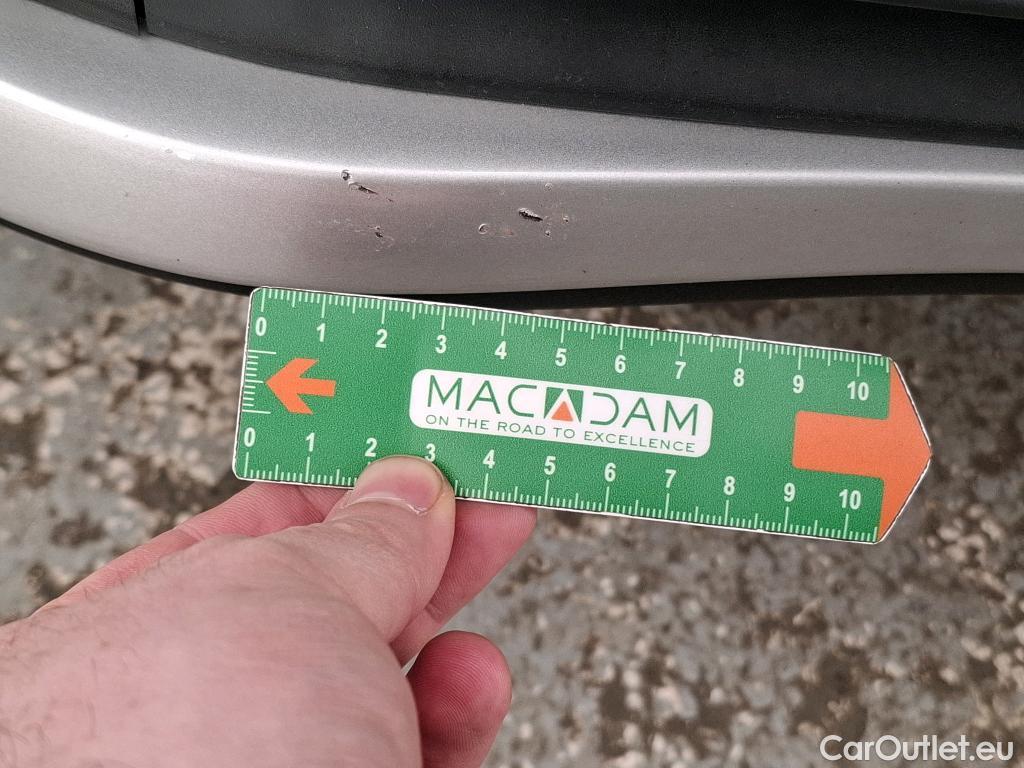 0 1 2 3 4 5 6 7 8 9 10
MACADAM
ON THE ROAD TO EXCELLENCE
0 1 2 3 4 5 6 7 8 9 10
CarOutlet.eu